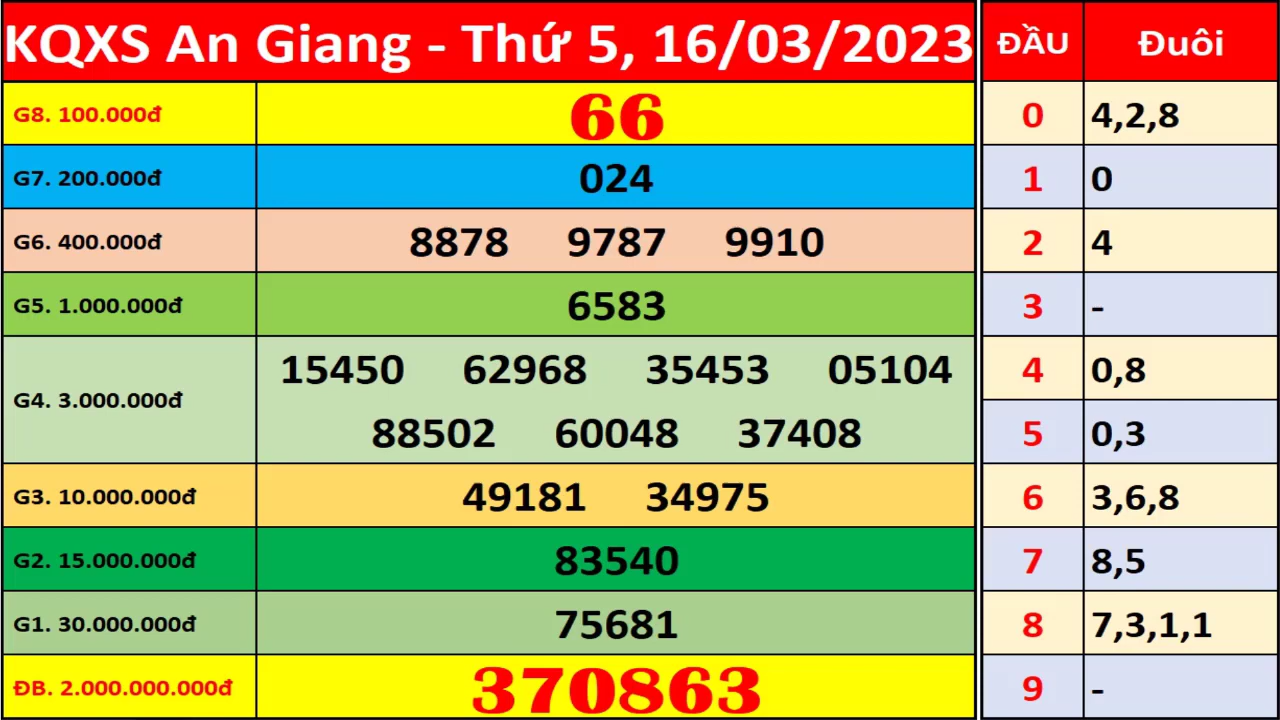 KQXS An Giang - Thứ 5, 16/03/2023
G8. 100.000đ 66
G7. 200.000đ 024
G6. 400.000đ 8878 9787 9910
G5. 1.000.000đ 6583
G4. 3.000.000đ 15450 62968 35453 05104
88502 60048 37408
G3. 10.000.000đ 49181 34975
G2. 15.000.000đ 83540
G1. 30.000.000đ 75681
ĐB. 2.000.000.000đ 370863
ĐẦU Đuôi
0 4,2,8
1 0
2 4
3 -
4 0,8
5 0,3
6 3,6,8
7 8,5
8 7,3,1,1
9 -